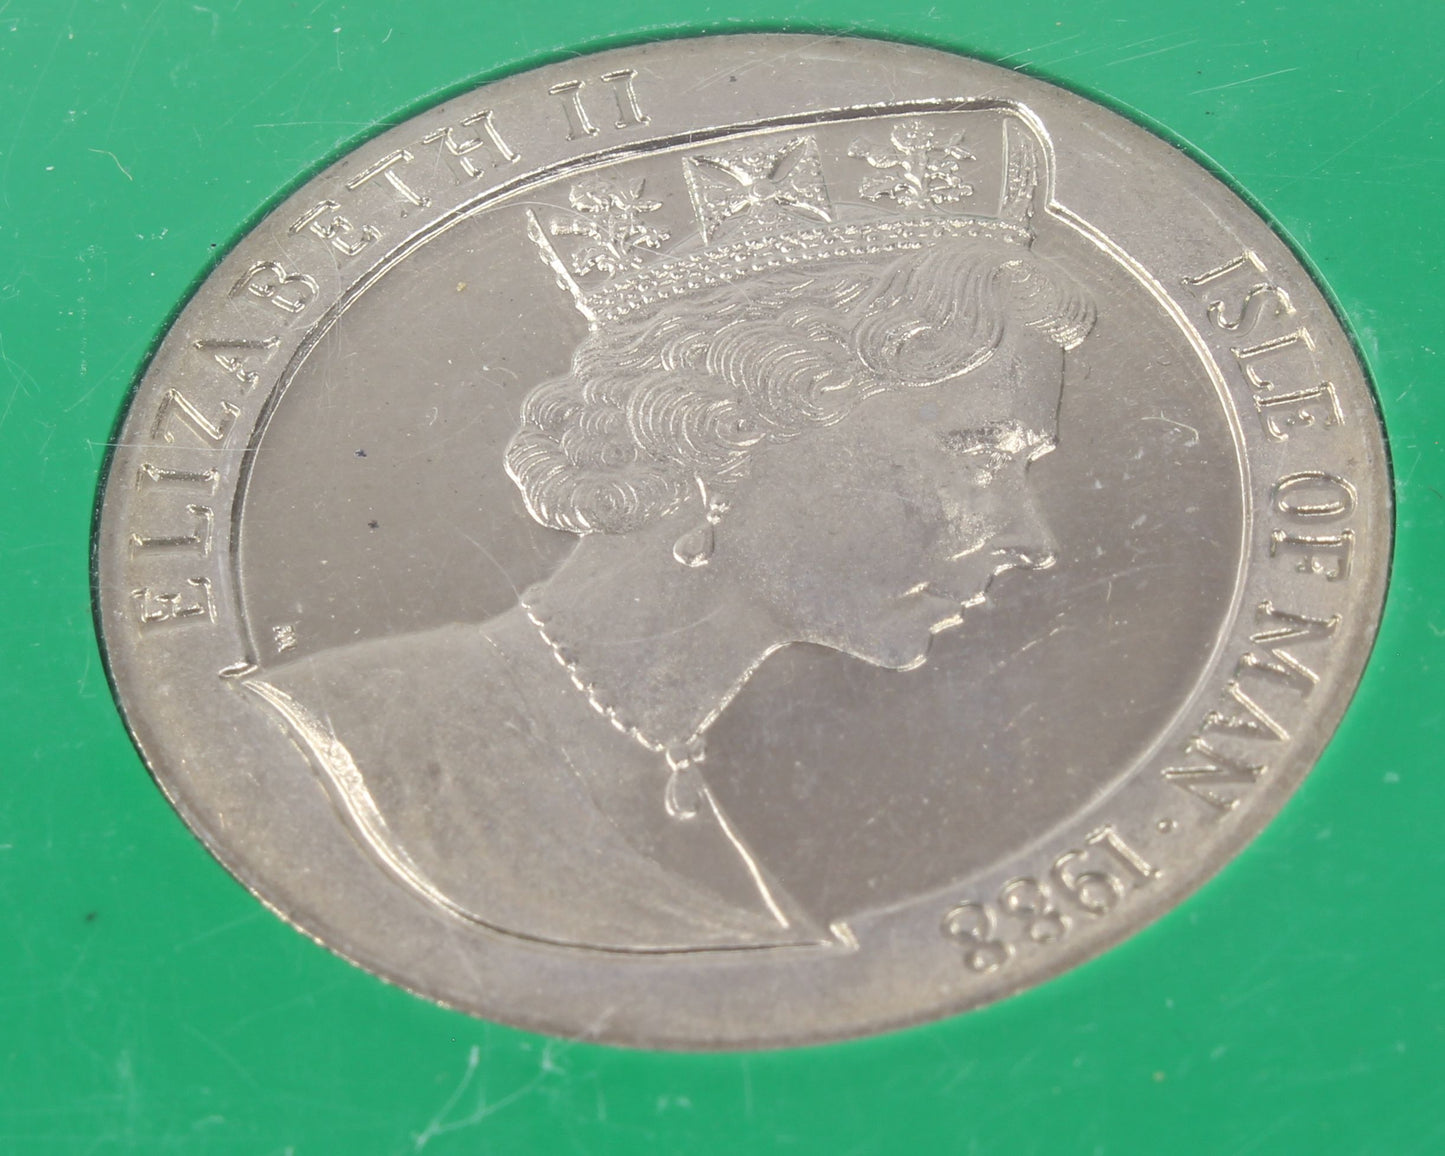 ELIZABETH II
ISLE OF MAN · 1988